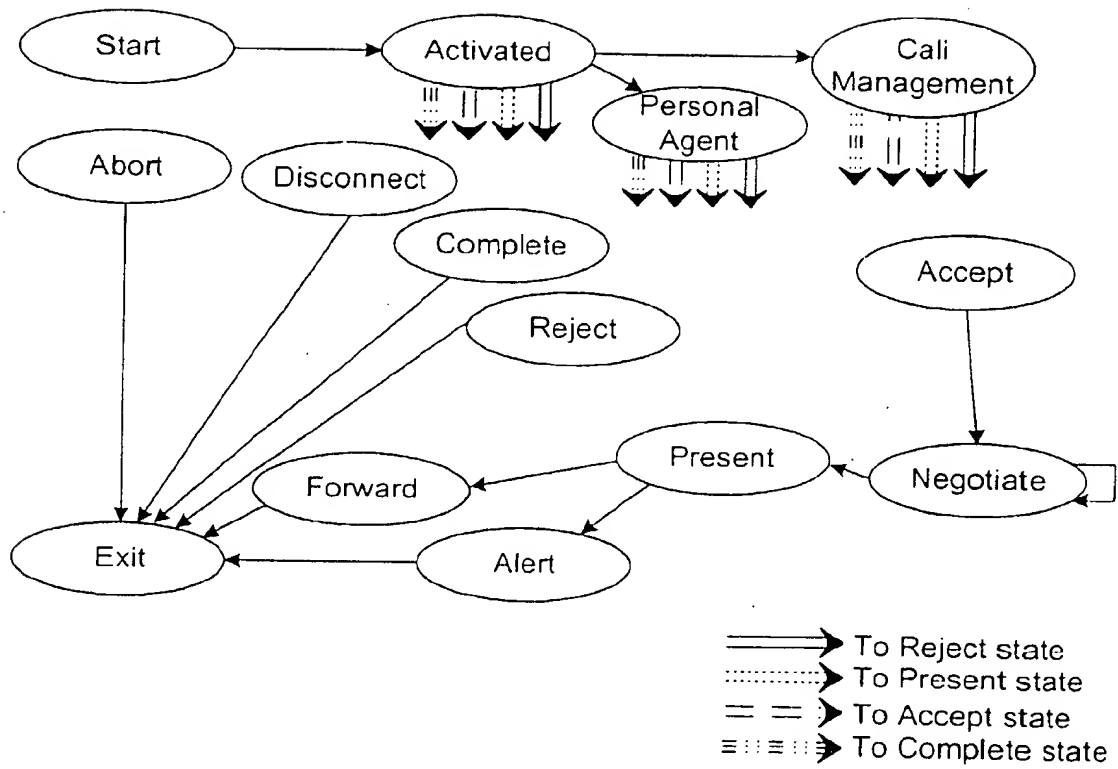 Start
Activated
Cali
Management
Personal
Agent
Abort
Disconnect
Complete
Accept
Reject
Present
Negotiate
Forward
Exit
Alert
To Reject state
To Present state
To Accept state
To Complete state